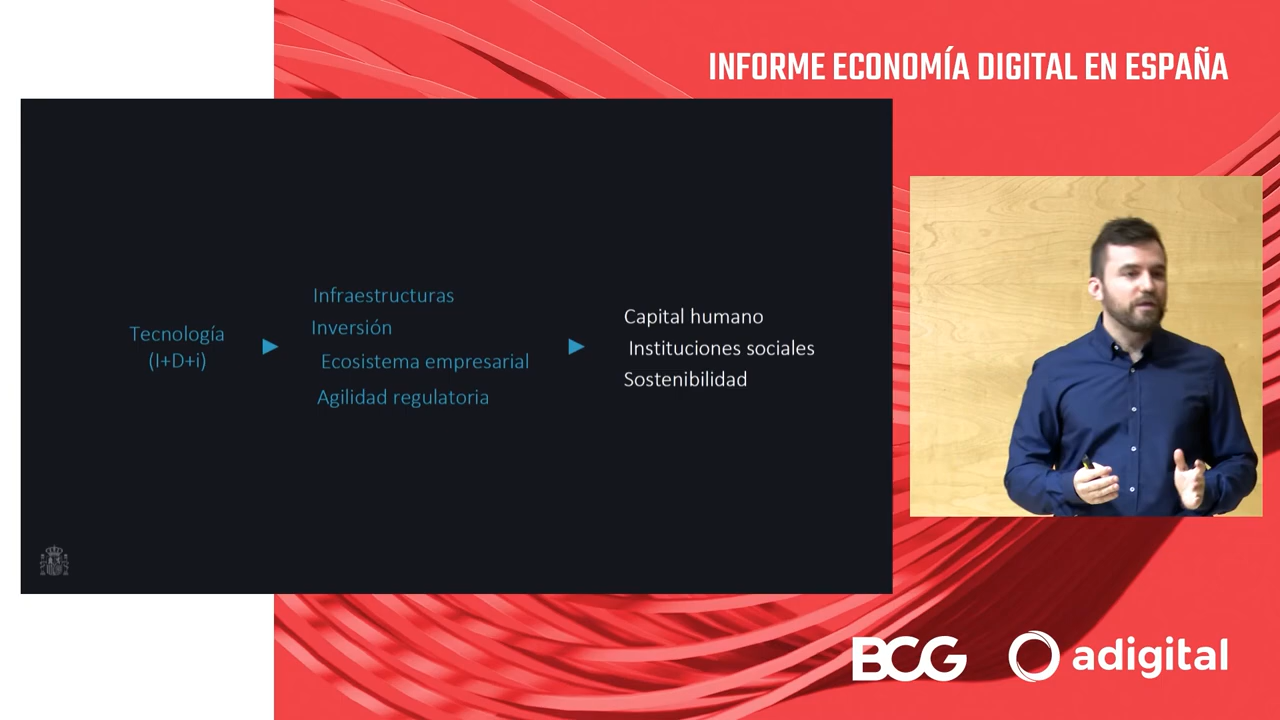 INFORME ECONOMÍA DIGITAL EN ESPAÑA
Tecnología
(I+D+i)
Infraestructuras
Inversión
Ecosistema empresarial
Agilidad regulatoria
Capital humano
Instituciones sociales
Sostenibilidad
BCG
adigital